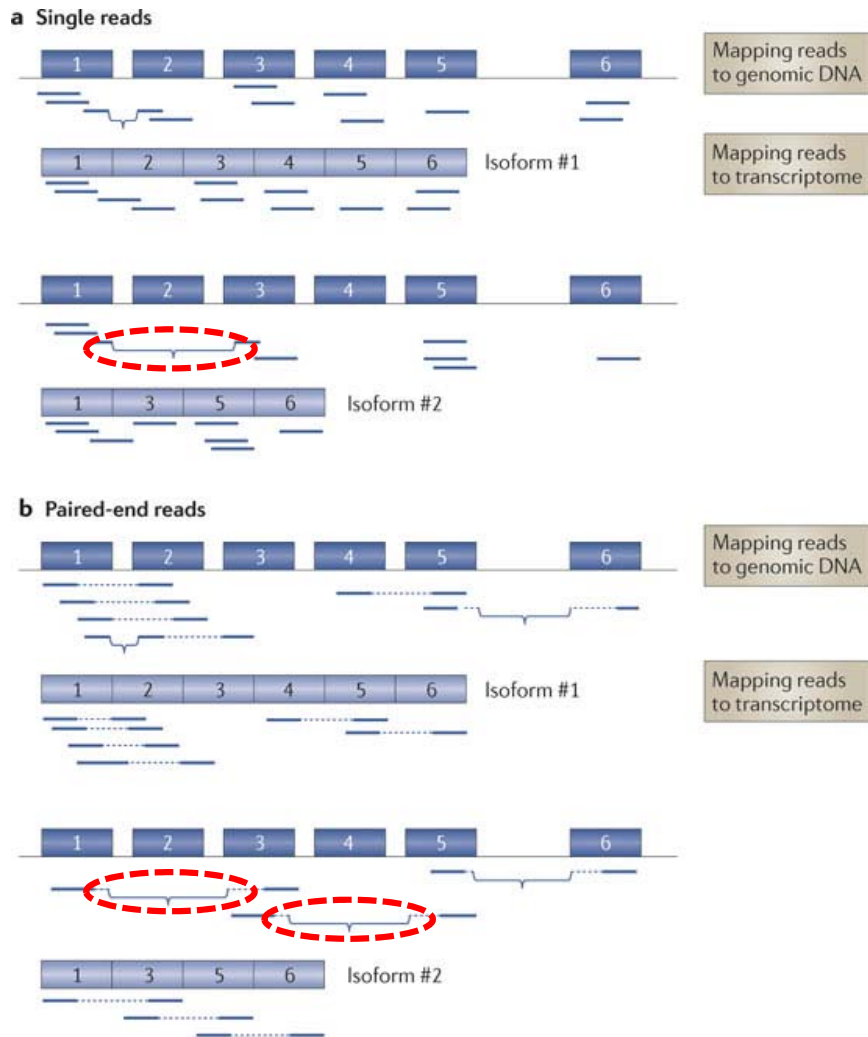 a Single reads
1 2 3 4 5 6
Mapping reads
to genomic DNA
1 2 3 4 5 6
Isoform #1
Mapping reads
to transcriptome
1 2 3 4 5 6
1 3 5 6
Isoform #2
b Paired-end reads
1 2 3 4 5 6
Mapping reads
to genomic DNA
1 2 3 4 5 6
Isoform #1
Mapping reads
to transcriptome
1 2 3 4 5 6
1 3 5 6
Isoform #2